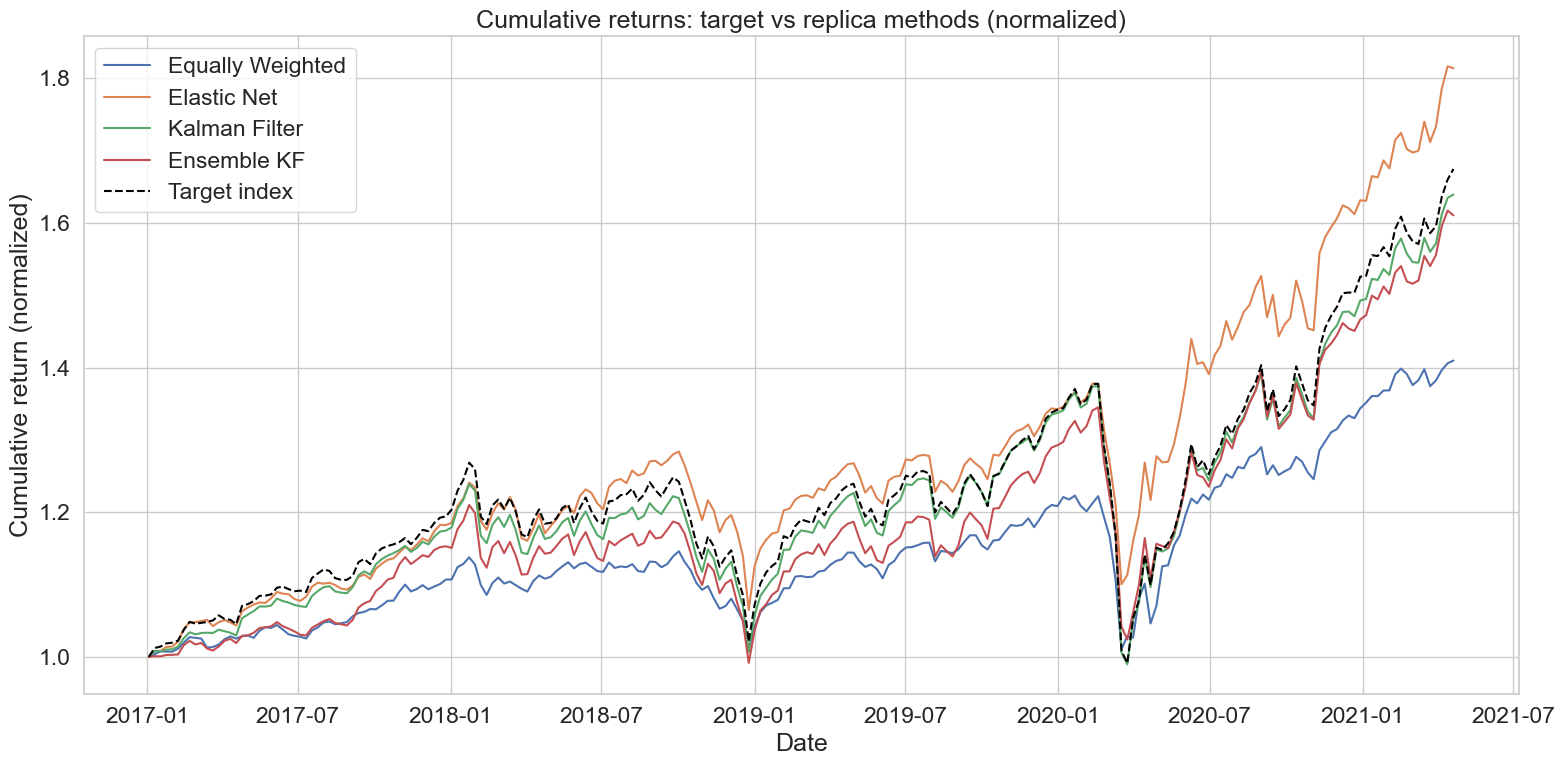 Cumulative returns: target vs replica methods (normalized)
Equally Weighted
Elastic Net
Kalman Filter
Ensemble KF
Target index
Cumulative return (normalized)
1.8
1.6
1.4
1.2
1.0
2017-01 2017-07 2018-01 2018-07 2019-01 2019-07 2020-01 2020-07 2021-01 2021-07
Date